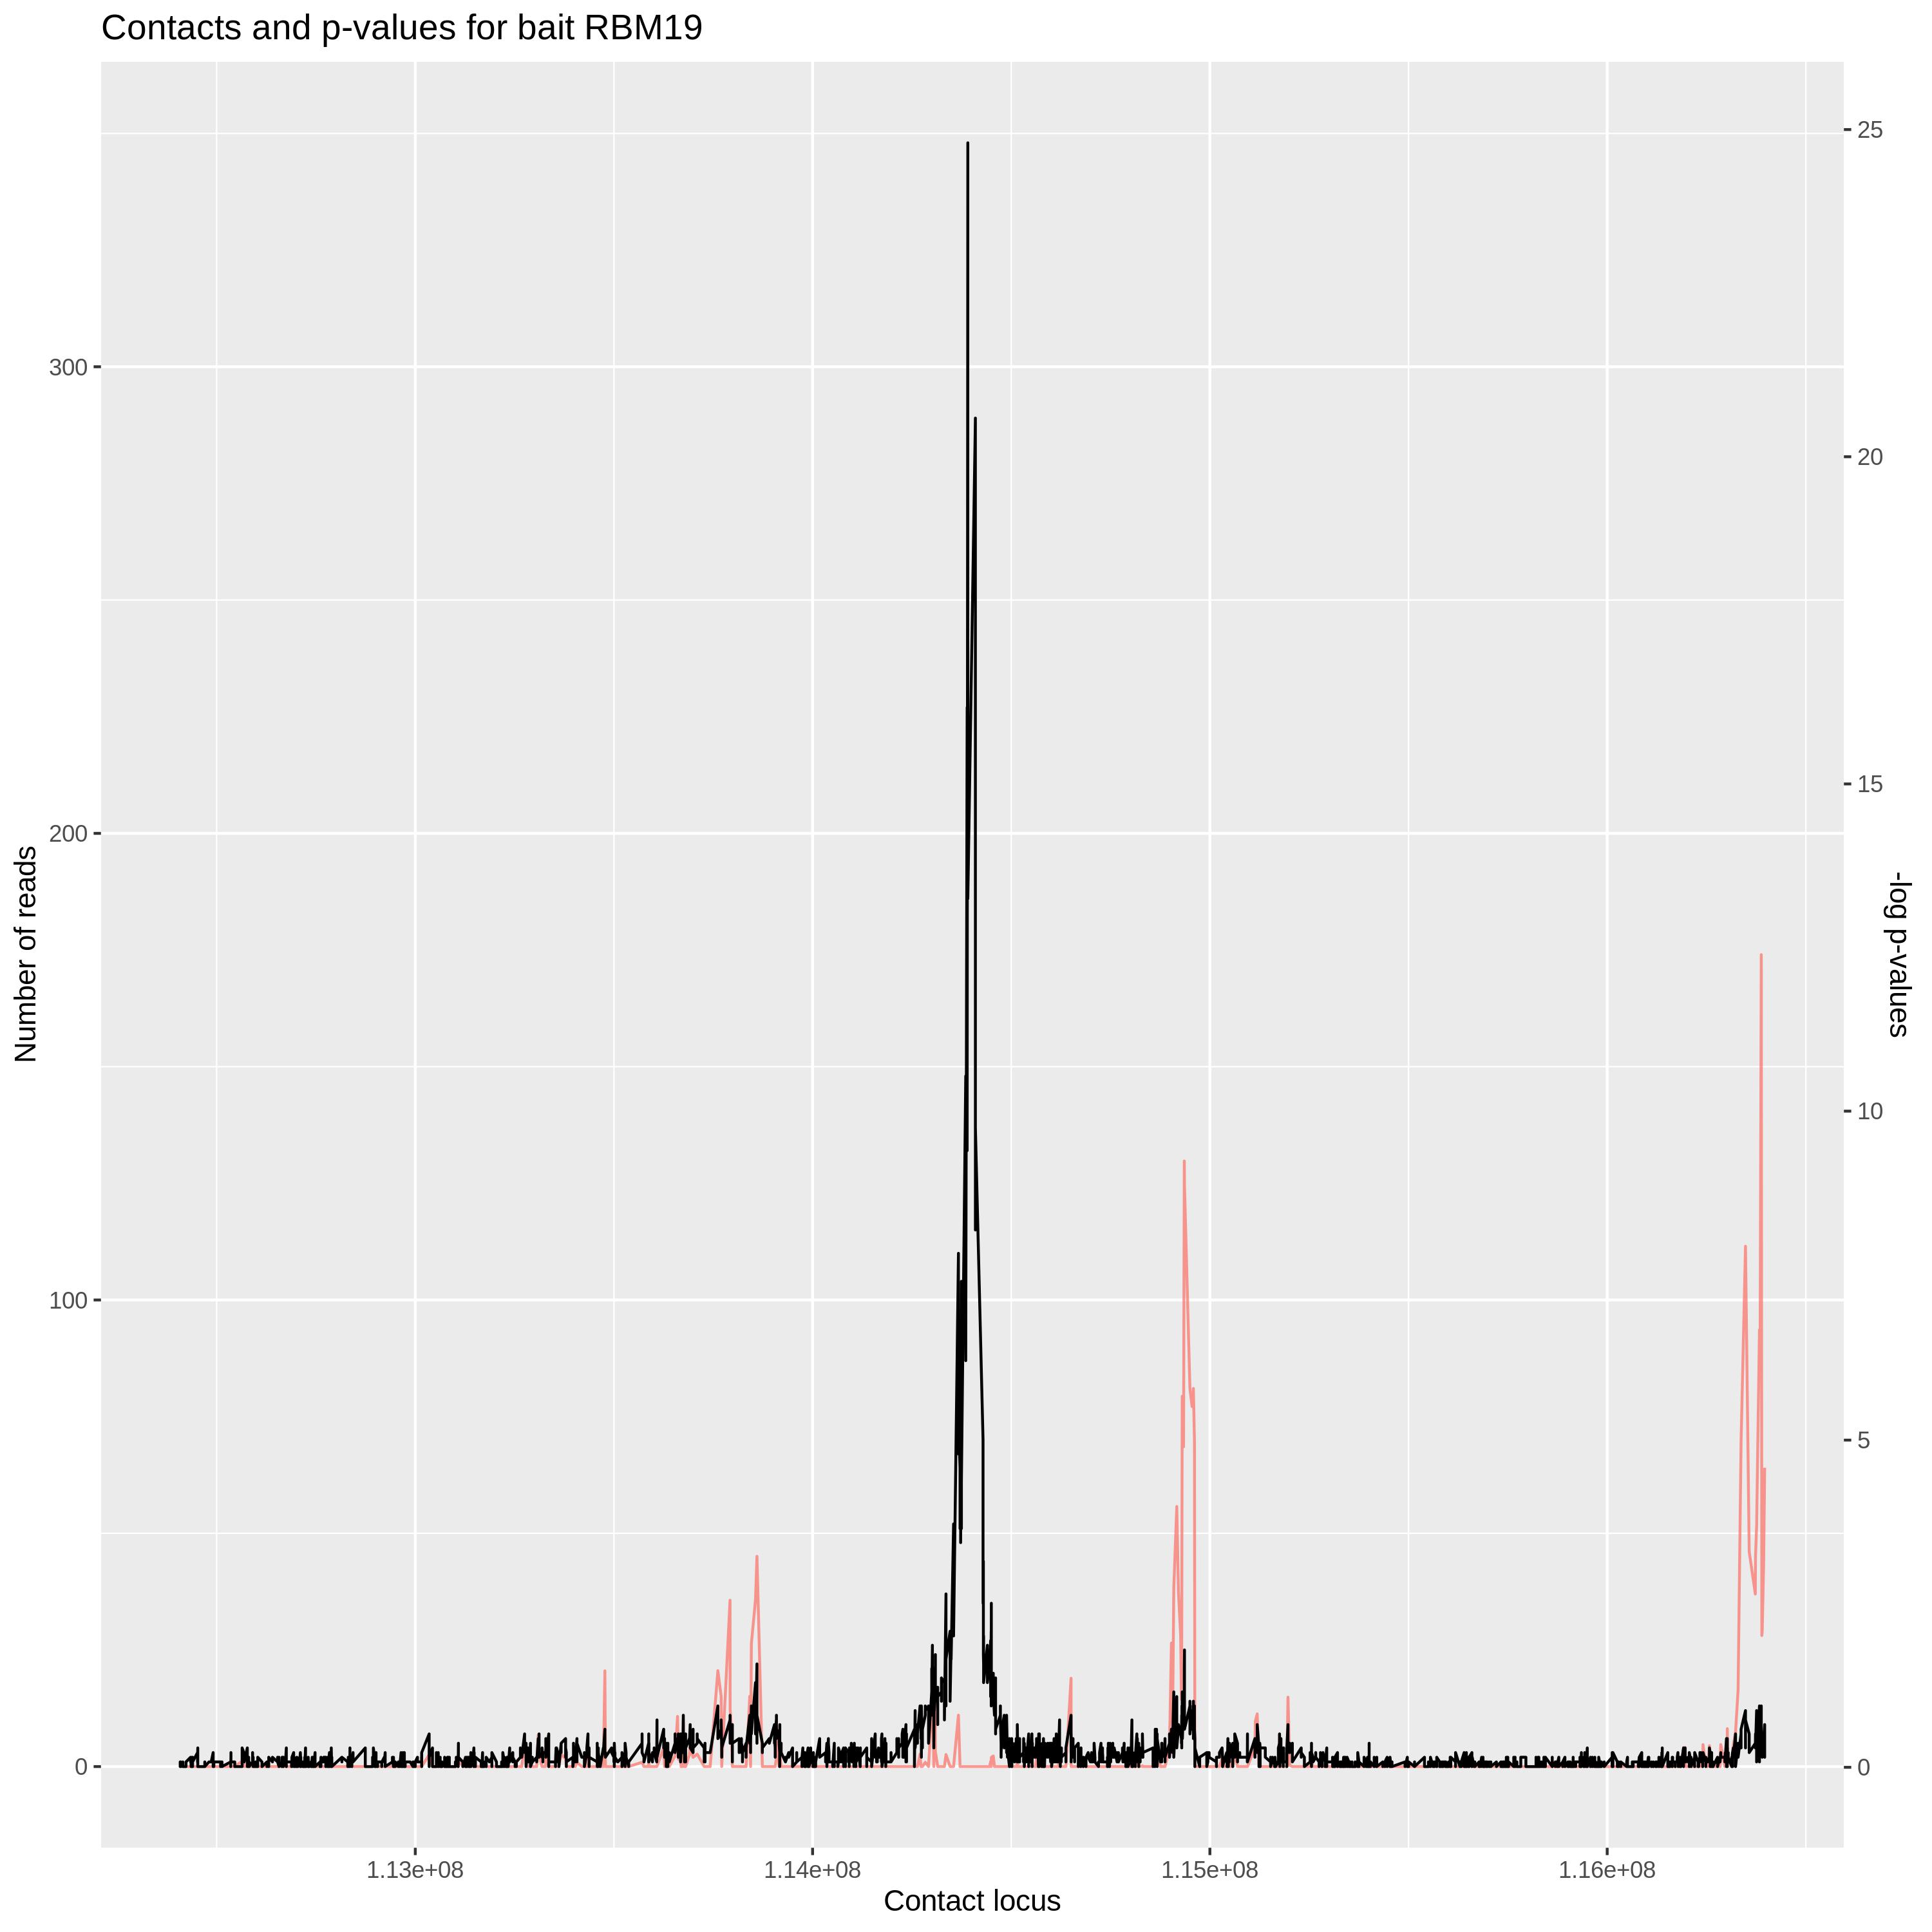 Contacts and p-values for bait RBM19
300
200
100
0
25
20
15
10
5
0
Number of reads
-log p-values
1.13e+08
1.14e+08
1.15e+08
1.16e+08
Contact locus